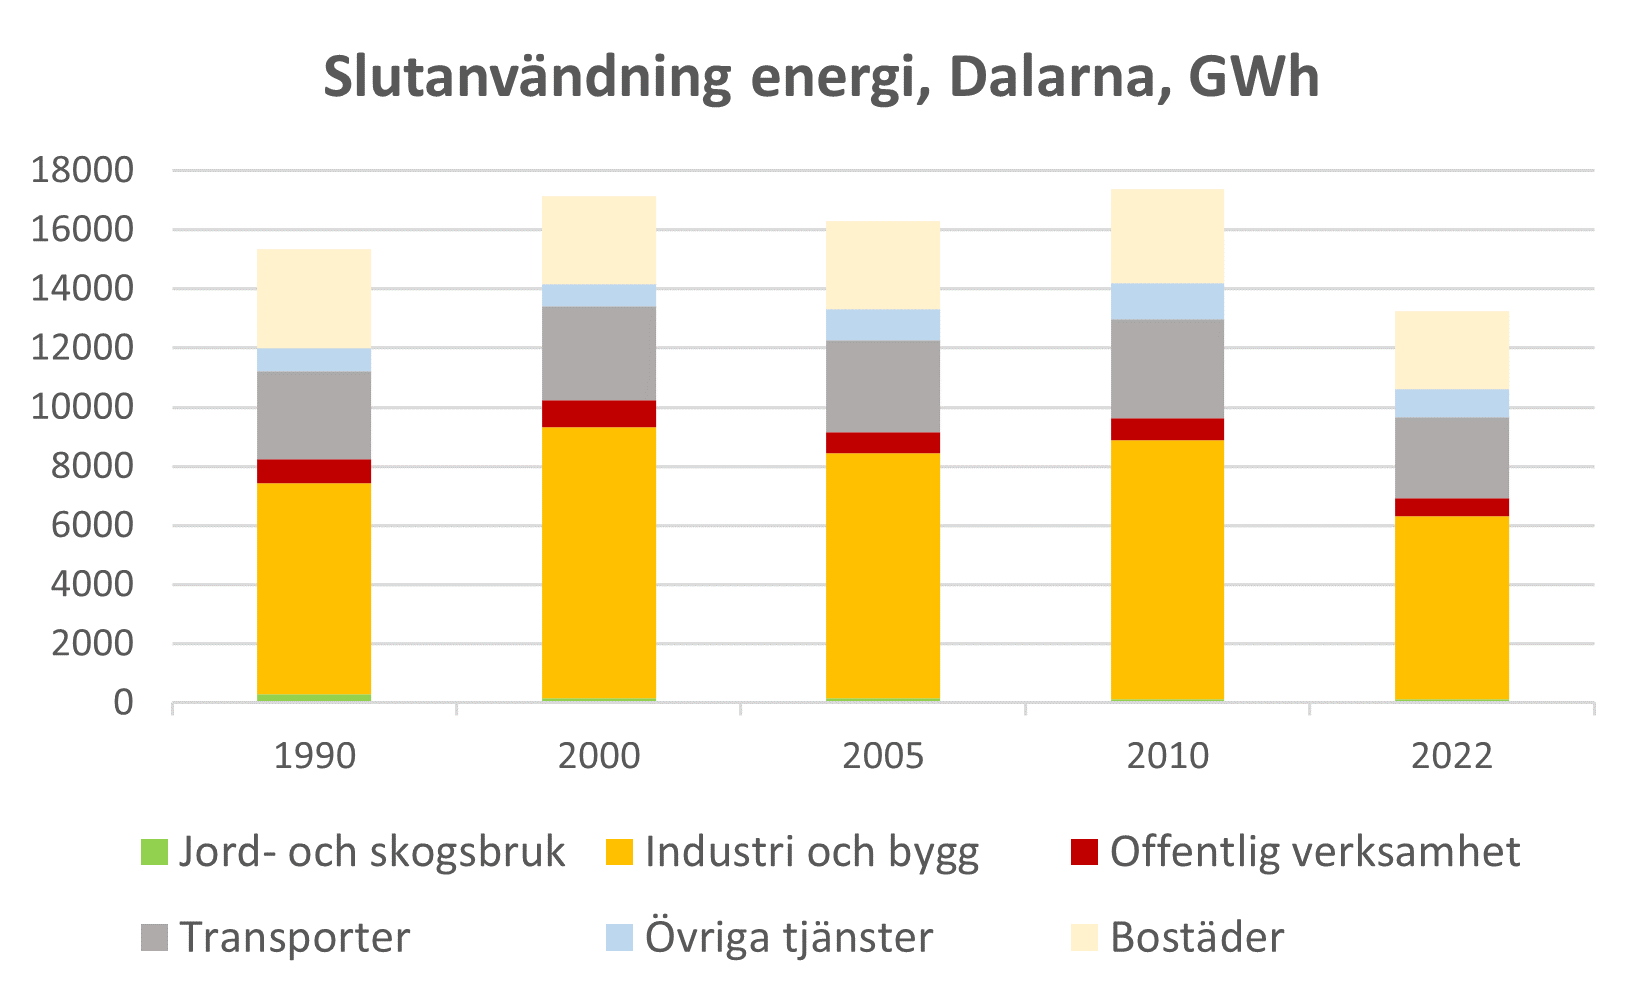 Slutanvändning energi, Dalarna, GWh
18000
16000
14000
12000
10000
8000
6000
4000
2000
0
1990 2000 2005 2010 2022
Jord- och skogsbruk Industri och bygg Offentlig verksamhet
Transporter Övriga tjänster Bostäder